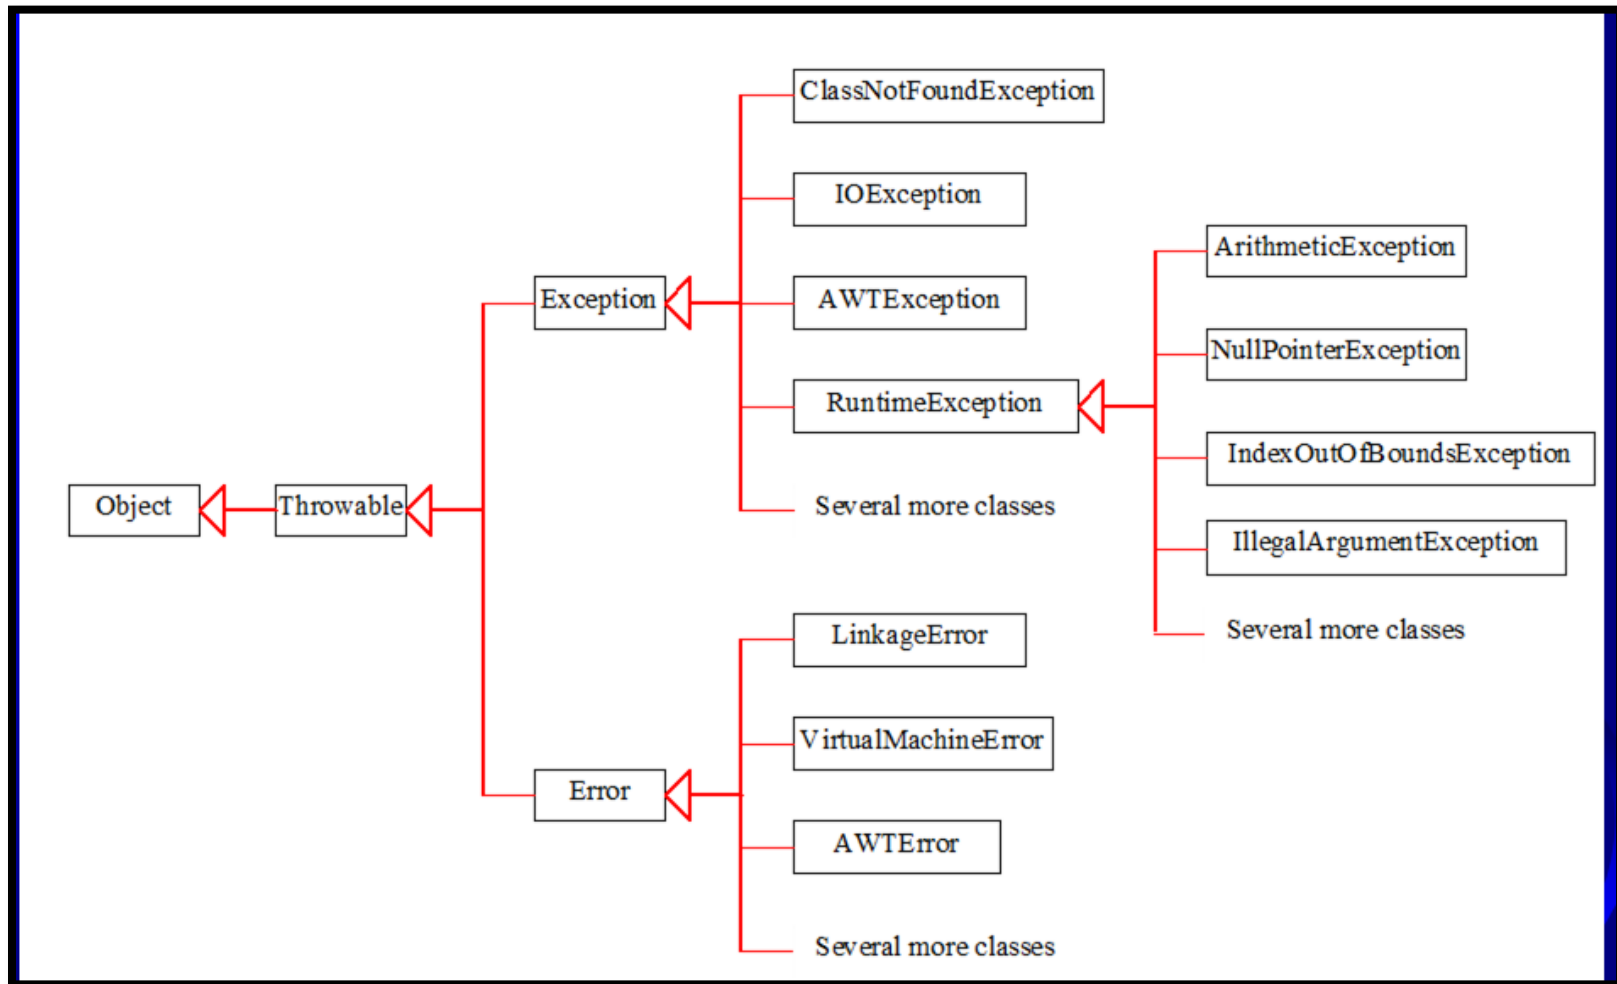 ClassNotFoundException
IOException
ArithmeticException
Exception
AWTException
NullPointerException
RuntimeException
IndexOutOfBoundsException
Object
Throwable
Several more classes
IllegalArgumentException
LinkageError
Several more classes
VirtualMachineError
Error
AWTError
Several more classes